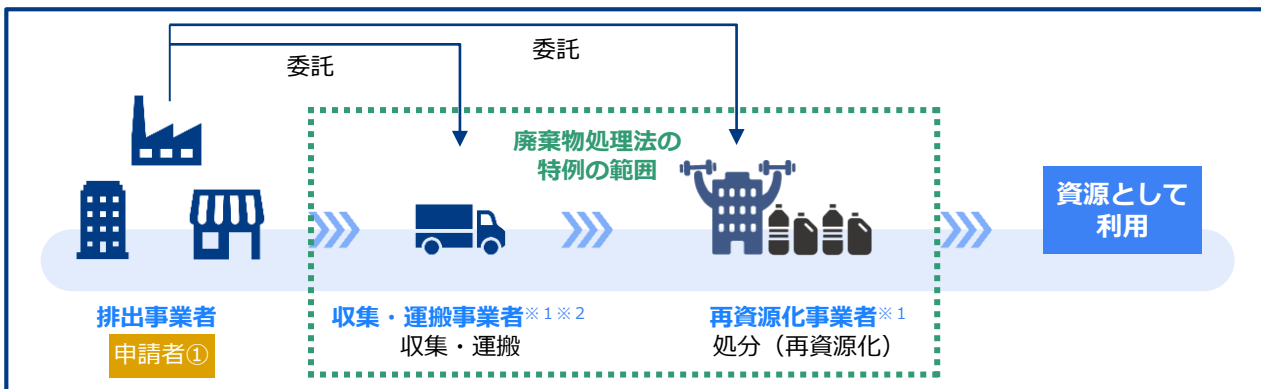 委託
委託
廃棄物処理法の
特例の範囲
資源として
利用
排出事業者
申請者①
収集・運搬事業者※1※2
収集・運搬
再資源化事業者※1
処分（再資源化）